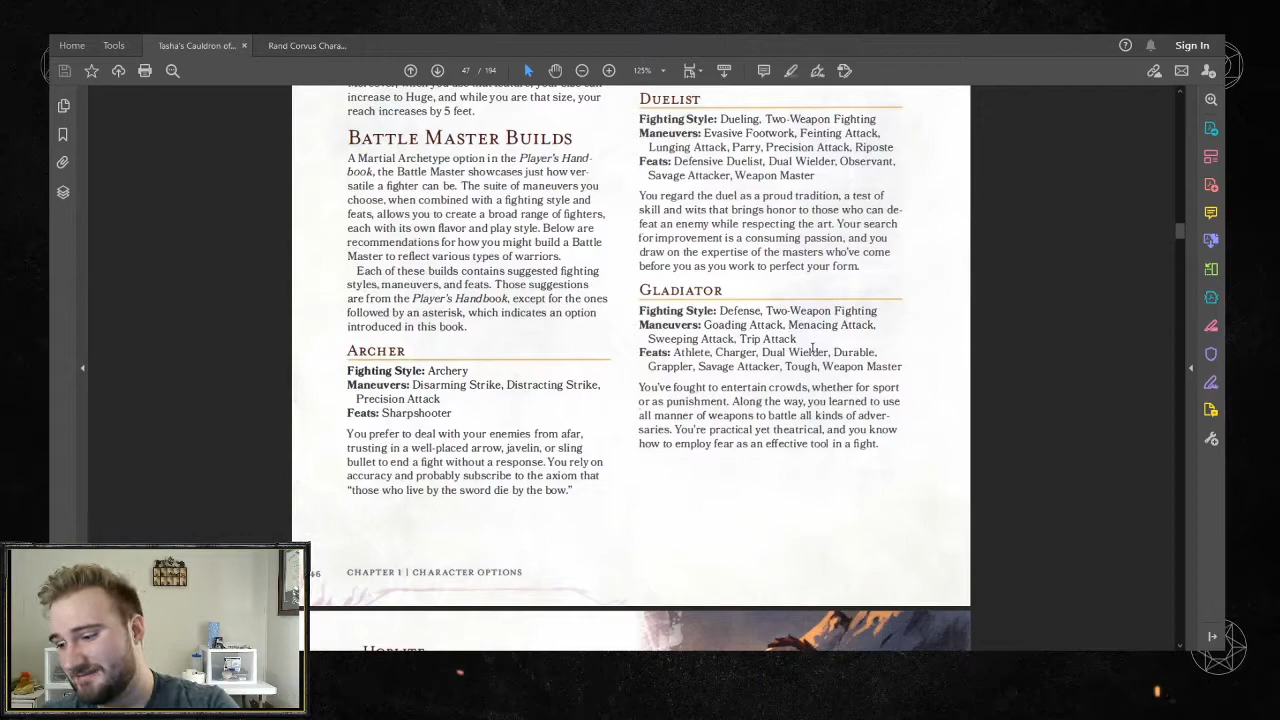 Home
Tools
Tasha's Cauldron of...
Rand Corvus Chara...
Sign In
47 / 194
125%
Moreover, when you use that feature, your size can
increase to Huge, and while you are that size, your
reach increases by 5 feet.
BATTLE MASTER BUILDS
A Martial Archetype option in the Player's Hand-
book, the Battle Master showcases just how ver-
satile a fighter can be. The suite of maneuvers you
choose, when combined with a fighting style and
feats, allows you to create a broad range of fighters,
each with its own flavor and play style. Below are
recommendations for how you might build a Battle
Master to reflect various types of warriors.
Each of these builds contains suggested fighting
styles, maneuvers, and feats. Those suggestions
are from the Player's Handbook, except for the ones
followed by an asterisk, which indicates an option
introduced in this book.
ARCHER
Fighting Style: Archery
Maneuvers: Disarming Strike, Distracting Strike,
Precision Attack
Feats: Sharpshooter
You prefer to deal with your enemies from afar,
trusting in a well-placed arrow, javelin, or sling
bullet to end a fight without a response. You rely on
accuracy and probably subscribe to the axiom that
“those who live by the sword die by the bow.”
DUELIST
Fighting Style: Dueling, Two-Weapon Fighting
Maneuvers: Evasive Footwork, Feinting Attack,
Lunging Attack, Parry, Precision Attack, Riposte
Feats: Defensive Duelist, Dual Wielder, Observant,
Savage Attacker, Weapon Master
You regard the duel as a proud tradition, a test of
skill and wits that brings honor to those who can de-
feat an enemy while respecting the art. Your search
for improvement is a consuming passion, and you
draw on the expertise of the masters who've come
before you as you work to perfect your form.
GLADIATOR
Fighting Style: Defense, Two-Weapon Fighting
Maneuvers: Goading Attack, Menacing Attack,
Sweeping Attack, Trip Attack
Feats: Athlete, Charger, Dual Wielder, Durable,
Grappler, Savage Attacker, Tough, Weapon Master
You've fought to entertain crowds, whether for sport
or as punishment. Along the way, you learned to use
all manner of weapons to battle all kinds of adver-
saries. You're practical yet theatrical, and you know
how to employ fear as an effective tool in a fight.
46 CHAPTER 1 | CHARACTER OPTIONS
HOPLITE